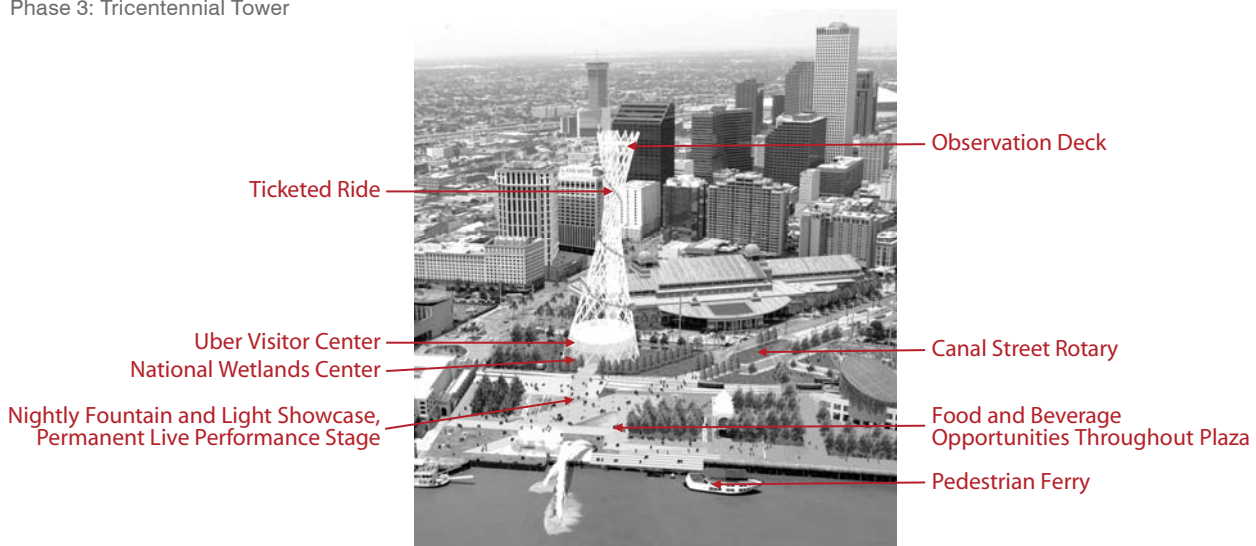 Phase 3: Tricentennial Tower
Observation Deck
Ticketed Ride
Uber Visitor Center
National Wetlands Center
Canal Street Rotary
Nightly Fountain and Light Showcase,
Permanent Live Performance Stage
Food and Beverage
Opportunities Throughout Plaza
Pedestrian Ferry